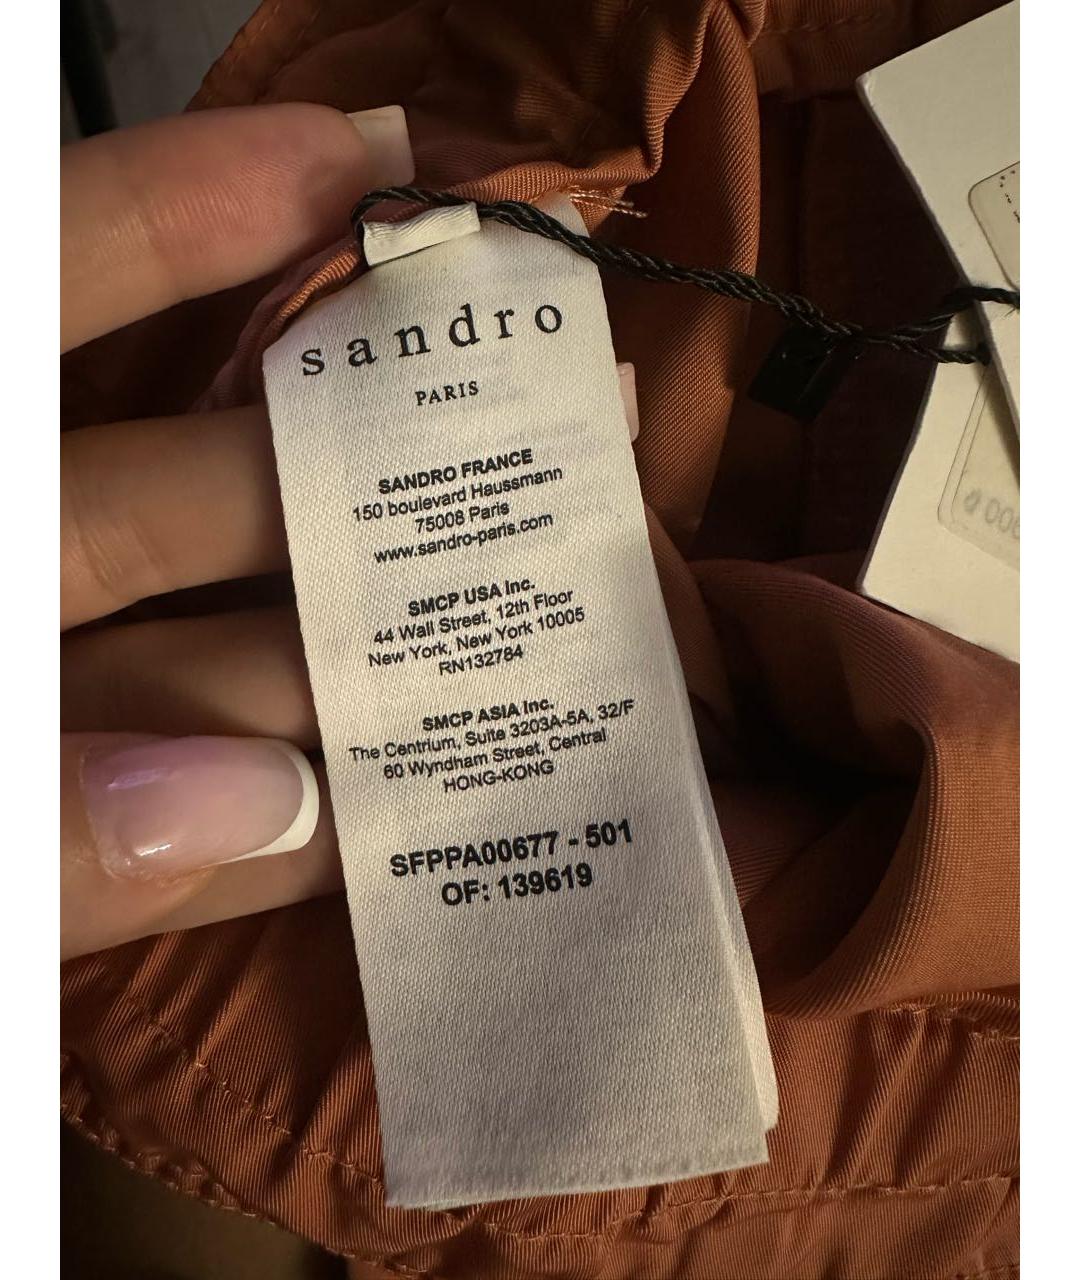 sandro
PARIS
SANDRO FRANCE
150 boulevard Haussmann
75008 Paris
www.sandro-paris.com
SMCP USA Inc.
44 Wall Street, 12th Floor
New York, New York 10005
RN132784
SMCP ASIA Inc.
The Centrium, Suite 3203A-5A, 32/F
60 Wyndham Street, Central
HONG-KONG
SFPPA00677 - 501
OF: 139619